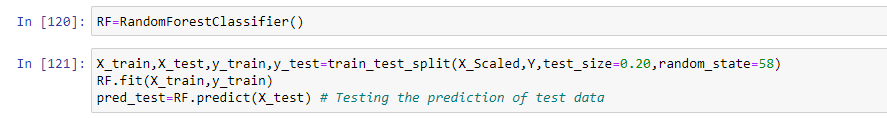 In [120]: RF=RandomForestClassifier()
In [121]: X_train,X_test,y_train,y_test=train_test_split(X_Scaled,Y,test_size=0.20,random_state=58)
RF.fit(X_train,y_train)
pred_test=RF.predict(X_test) # Testing the prediction of test data